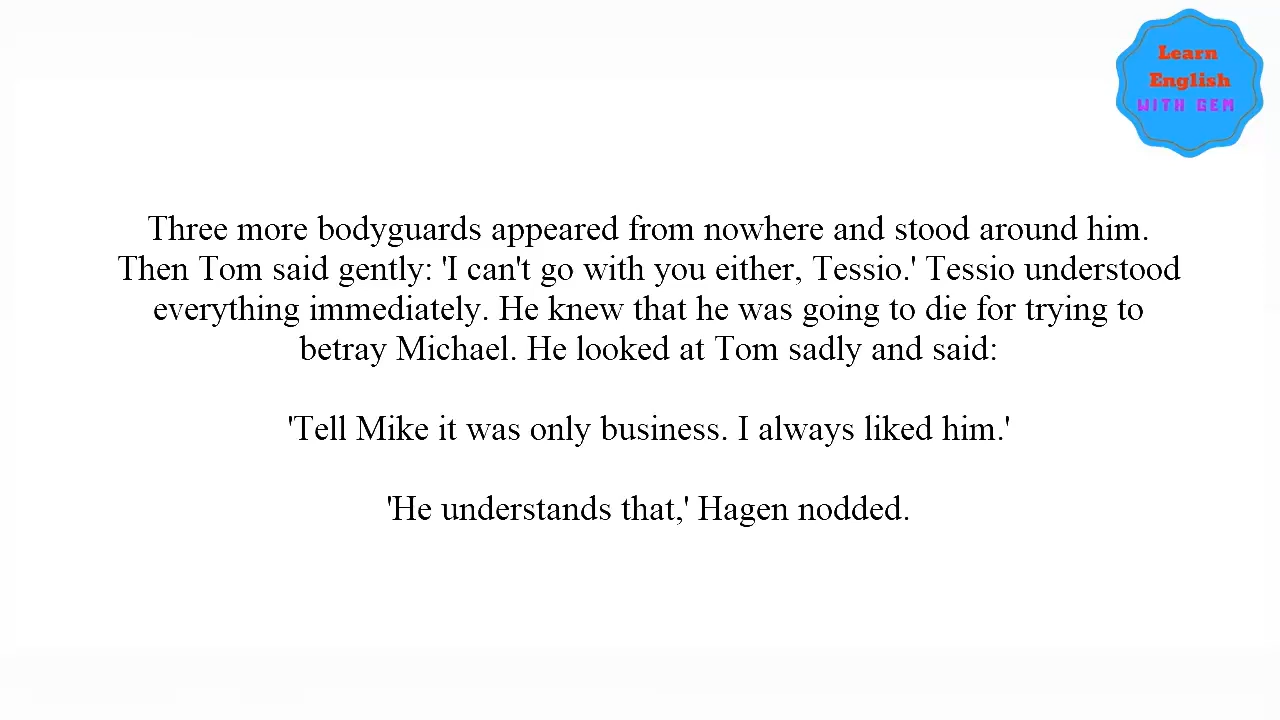 Learn
English
WITH GEM
Three more bodyguards appeared from nowhere and stood around him.
Then Tom said gently: 'I can't go with you either, Tessio.' Tessio understood
everything immediately. He knew that he was going to die for trying to
betray Michael. He looked at Tom sadly and said:
'Tell Mike it was only business. I always liked him.'
'He understands that,' Hagen nodded.